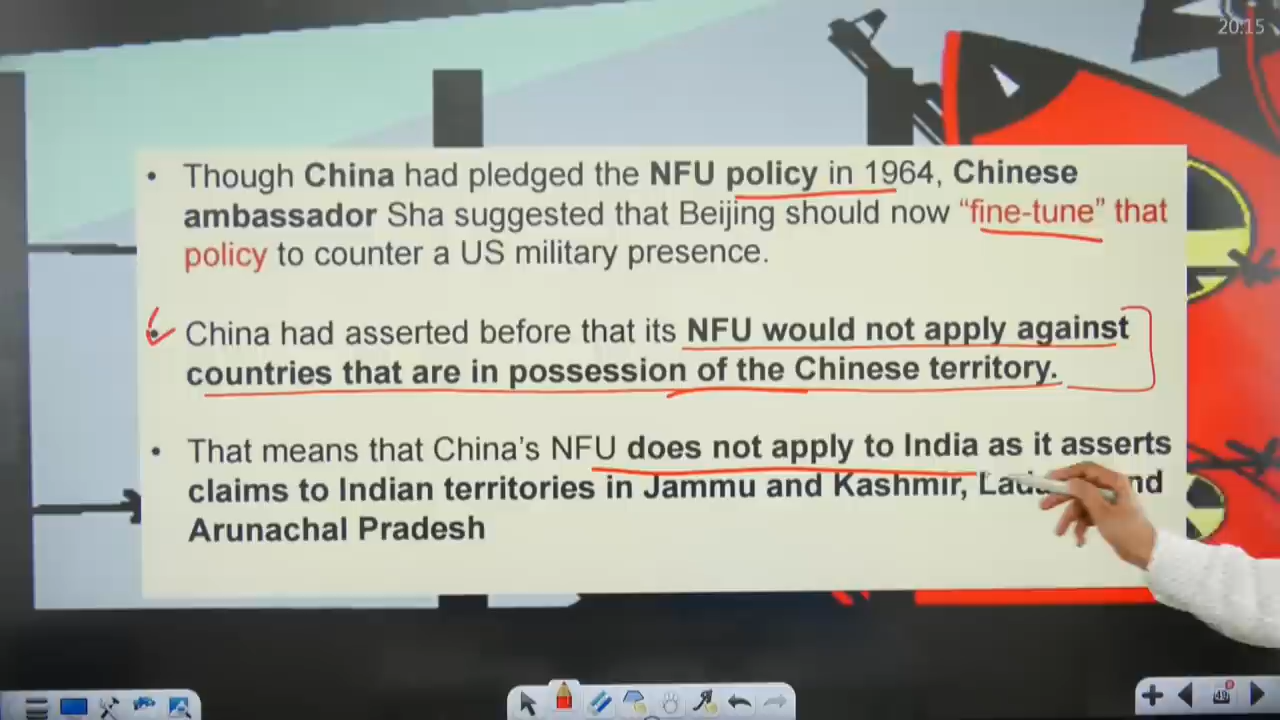 20:15
• Though China had pledged the NFU policy in 1964, Chinese
ambassador Sha suggested that Beijing should now “fine-tune” that
policy to counter a US military presence.
• China had asserted before that its NFU would not apply against
countries that are in possession of the Chinese territory.
• That means that China’s NFU does not apply to India as it asserts
claims to Indian territories in Jammu and Kashmir,
Arunachal Pradesh
49